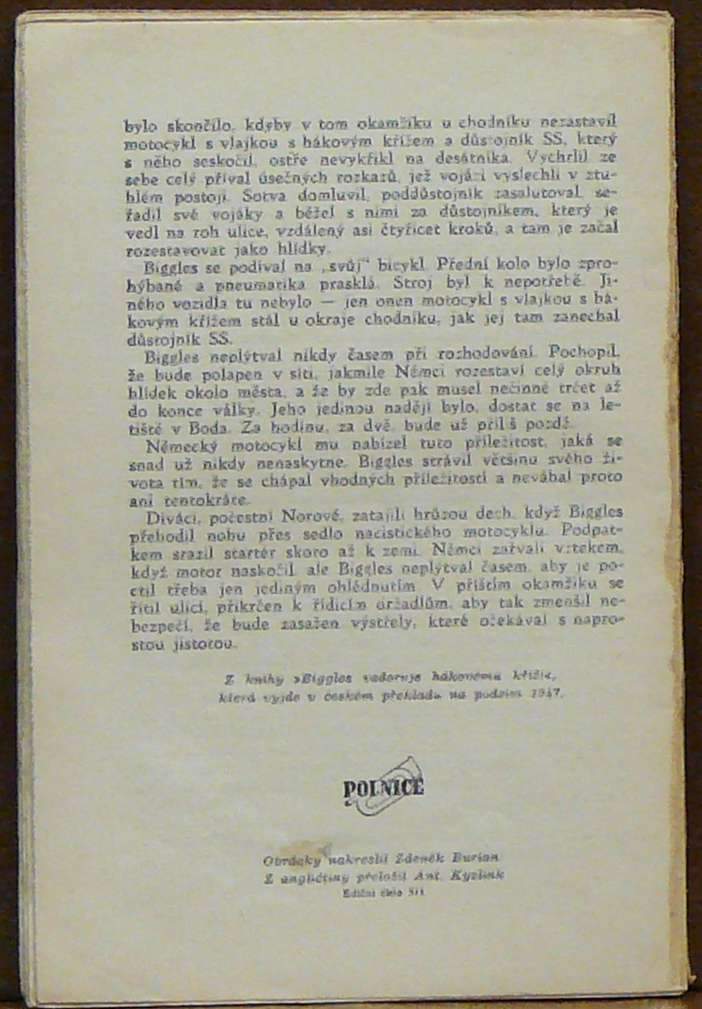 bylo skončilo, kdyby v tom okamžiku u chodníku nezastavil
motocykl s vlajkou s hákovým křížem a důstojník SS, který
s něho seskočil, ostře nevykřikl na desátníka. Vychrlil ze
sebe celý příval úsečných rozkazů, jež vojáci vyslechli v ztu-
hlém postoji. Sotva domluvil, poddůstojník zasalutoval, se-
řadil své vojáky a běžel s nimi za důstojníkem, který je
vedl na roh ulice, vzdálený asi čtyřicet kroků, a tam je začal
rozestavovat jako hlídky.
Biggles se podíval na „svůj“ bicykl. Přední kolo bylo zpro-
hýbané a pneumatika prasklá. Stroj byl k nepotřebě. Ji-
ného vozidla tu nebylo — jen onen motocykl s vlajkou s há-
kovým křížem stál u okraje chodníku, jak jej tam zanechal
důstojník SS.
Biggles neplýtval nikdy časem při rozhodování. Pochopil,
že bude polapen v síti, jakmile Němci rozestaví celý okruh
hlídek okolo města, a že by zde pak musel nečinně trčet až
do konce války. Jeho jedinou nadějí bylo, dostat se na le-
tiště v Boda. Za hodinu, za dvě, bude už příliš pozdě.
Německý motocykl mu nabízel tuto příležitost, jaká se
snad už nikdy nenaskytne. Biggles strávil většinu svého ži-
vota tím, že se chápal vhodných příležitostí a neváhal proto
ani tentokráte.
Diváci, počestní Norové, zatajili hrůzou dech, když Biggles
přehodil nohu přes sedlo nacistického motocyklu. Podpat-
kem srazil startér skoro až k zemi. Němci zařvali vztekem,
když motor naskočil, ale Biggles neplýtval časem, aby je po-
ctil třeba jen jediným ohlédnutím. V příštím okamžiku se
řítil ulicí, přikrčen k řídicím držadlům, aby tak zmenšil ne-
bezpečí, že bude zasažen výstřely, které očekával s napro-
stou jistotou.
Z knihy »Biggles vzdoruje hákovému kříži«,
která vyjde v českém překladu na podzim 1947.
POLNICE
Obrázky nakreslil Zdeněk Burian
Z angličtiny přeložil Ant. Kyzlink
Ediční číslo 511